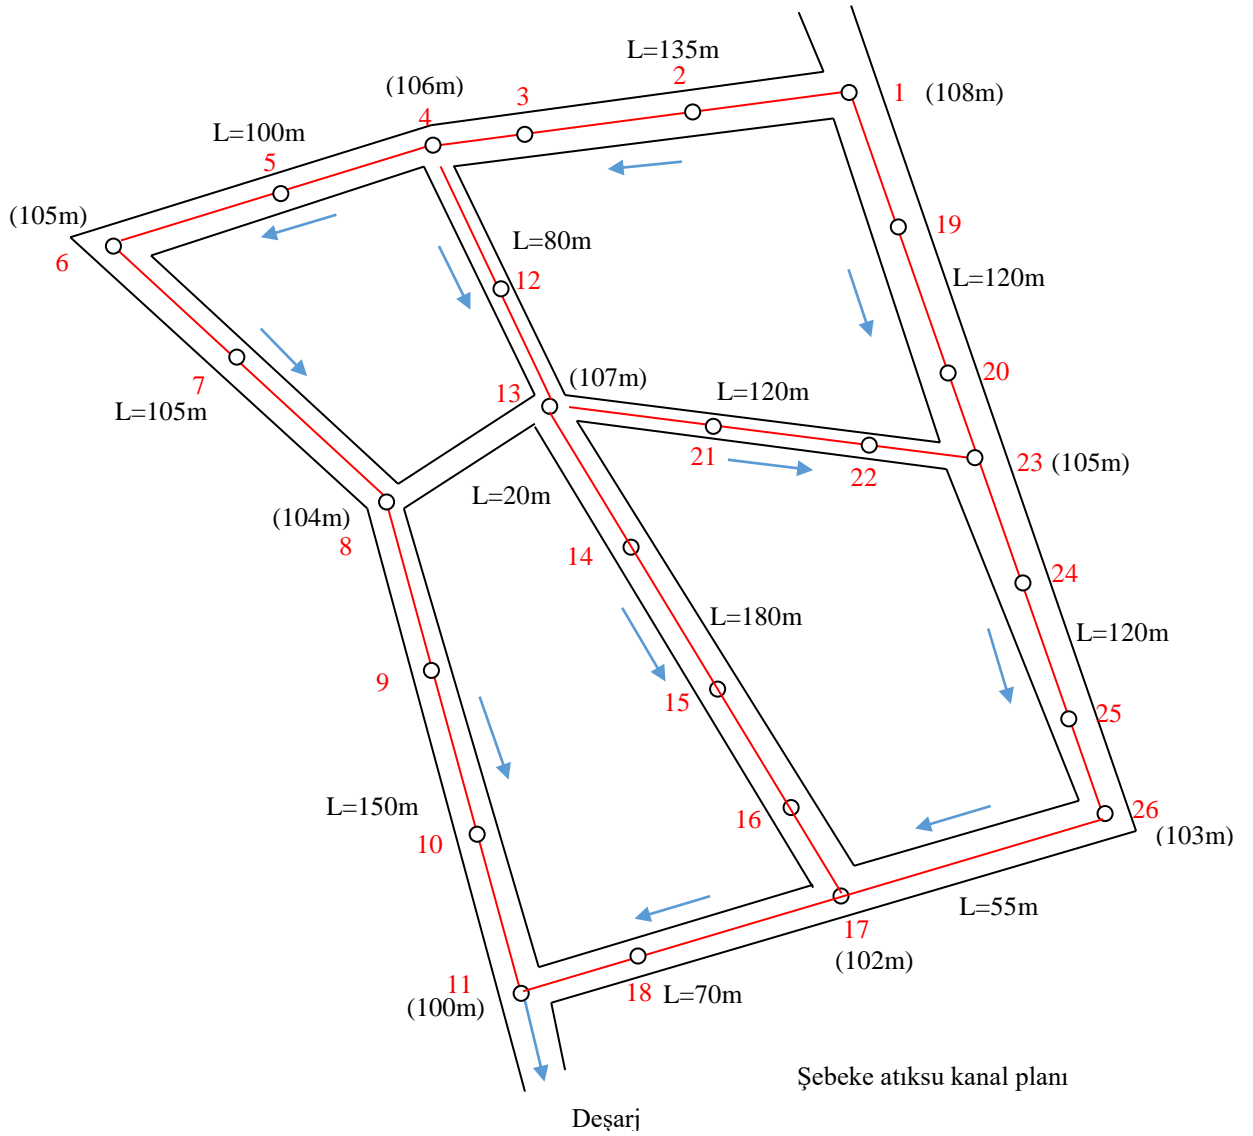 L=135m
2
(106m)
3
1
(108m)
4
L=100m
5
(105m)
6
19
L=80m
12
L=120m
20
7
(107m)
13
L=120m
L=105m
21
22
23
(105m)
L=20m
(104m)
8
14
24
L=180m
L=120m
9
15
25
L=150m
16
10
26
(103m)
L=55m
17
(102m)
11
(100m)
18
L=70m
Şebeke atıksu kanal planı
Deşarj